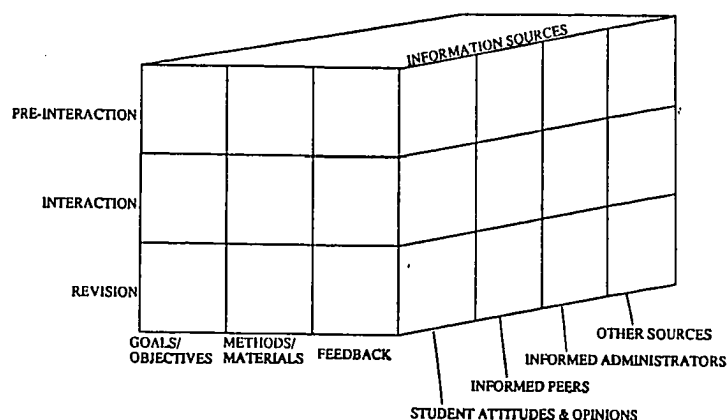 INFORMATION SOURCES
PRE-INTERACTION
INTERACTION
REVISION
GOALS/
OBJECTIVES
METHODS/
MATERIALS
FEEDBACK
OTHER SOURCES
INFORMED ADMINISTRATORS
INFORMED PEERS
STUDENT ATTITUDES & OPINIONS